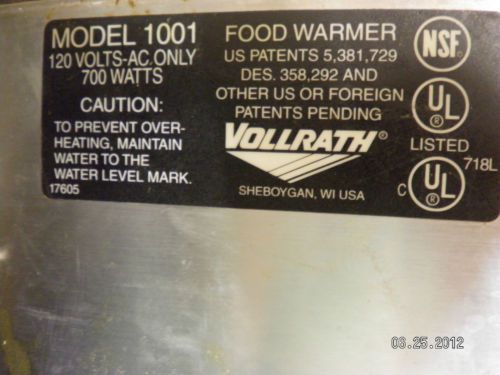 MODEL 1001
120 VOLTS-AC ONLY
700 WATTS
CAUTION:
TO PREVENT OVER-
HEATING, MAINTAIN
WATER TO THE
WATER LEVEL MARK.
17605
FOOD WARMER
US PATENTS 5,381,729
DES. 358,292 AND
OTHER US OR FOREIGN
PATENTS PENDING
VOLLRATH®
SHEBOYGAN, WI USA
NSF
UL ®
LISTED
718L
C UL ®
03.25.2012